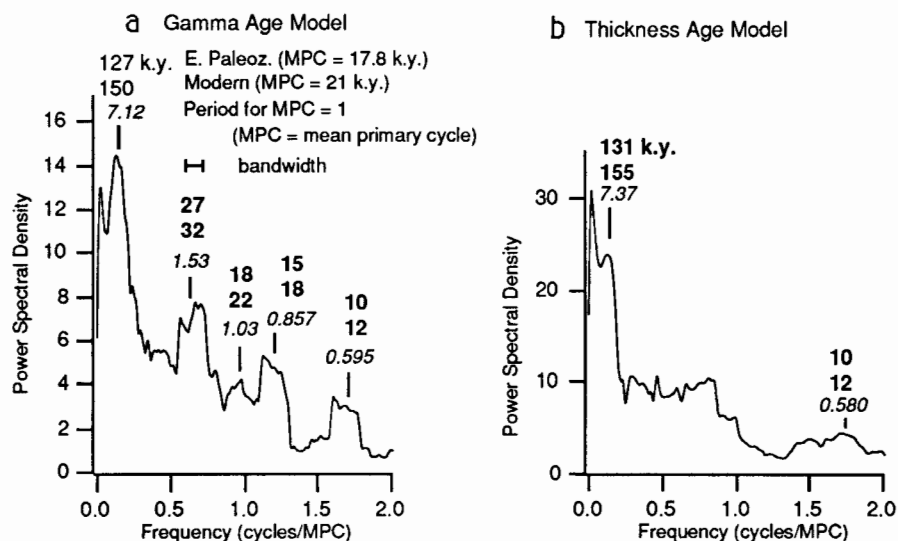 a Gamma Age Model
127 k.y. E. Paleoz. (MPC = 17.8 k.y.)
150 Modern (MPC = 21 k.y.)
7.12 Period for MPC = 1
(MPC = mean primary cycle)
bandwidth
27
32
1.53
18
22
1.03
15
18
0.857
10
12
0.595
16
14
12
10
8
6
4
2
0
Power Spectral Density
0.0 0.5 1.0 1.5 2.0
Frequency (cycles/MPC)
b Thickness Age Model
131 k.y.
155
7.37
10
12
0.580
30
20
10
0
Power Spectral Density
0.0 0.5 1.0 1.5 2.0
Frequency (cycles/MPC)